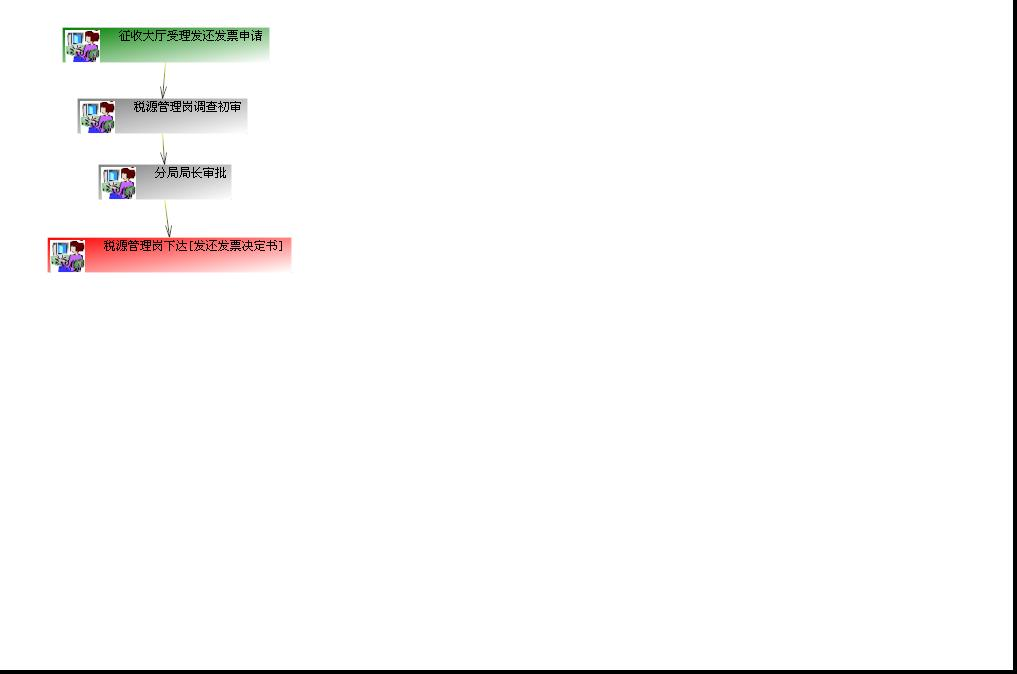 征收大厅受理发还发票申请
税源管理岗调查初审
分局局长审批
税源管理岗下达[发还发票决定书]